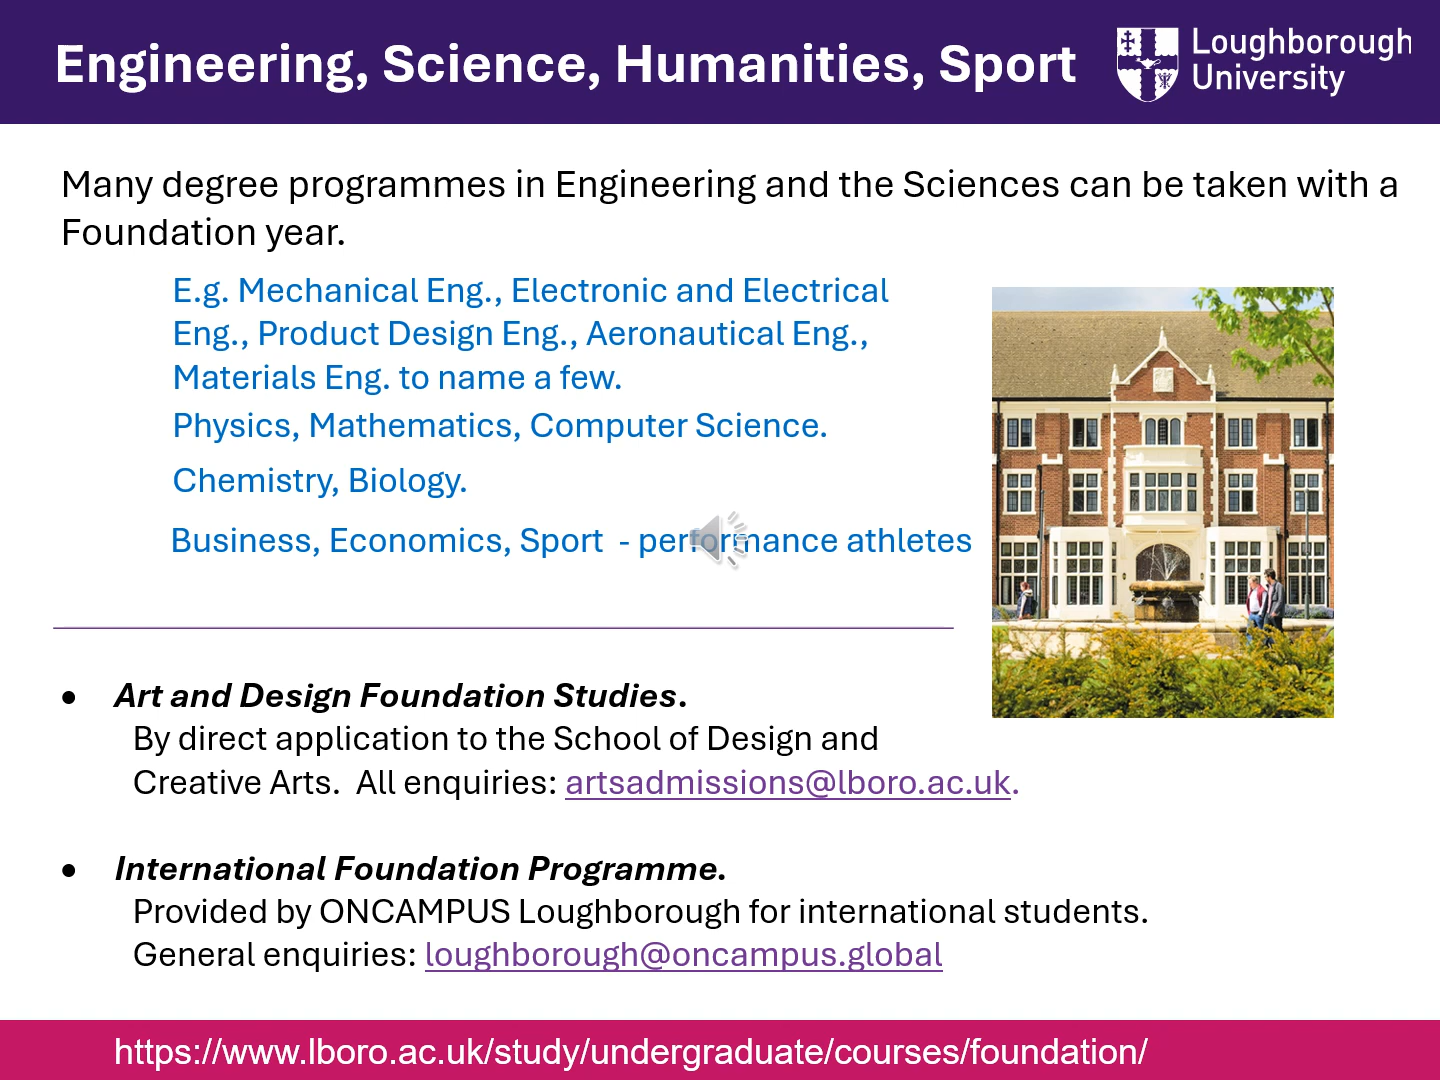 Engineering, Science, Humanities, Sport
Loughborough
University
Many degree programmes in Engineering and the Sciences can be taken with a
Foundation year.
E.g. Mechanical Eng., Electronic and Electrical
Eng., Product Design Eng., Aeronautical Eng.,
Materials Eng. to name a few.
Physics, Mathematics, Computer Science.
Chemistry, Biology.
Business, Economics, Sport  - performance athletes
• Art and Design Foundation Studies.
By direct application to the School of Design and
Creative Arts.  All enquiries: artsadmissions@lboro.ac.uk.
• International Foundation Programme.
Provided by ONCAMPUS Loughborough for international students.
General enquiries: loughborough@oncampus.global
https://www.lboro.ac.uk/study/undergraduate/courses/foundation/